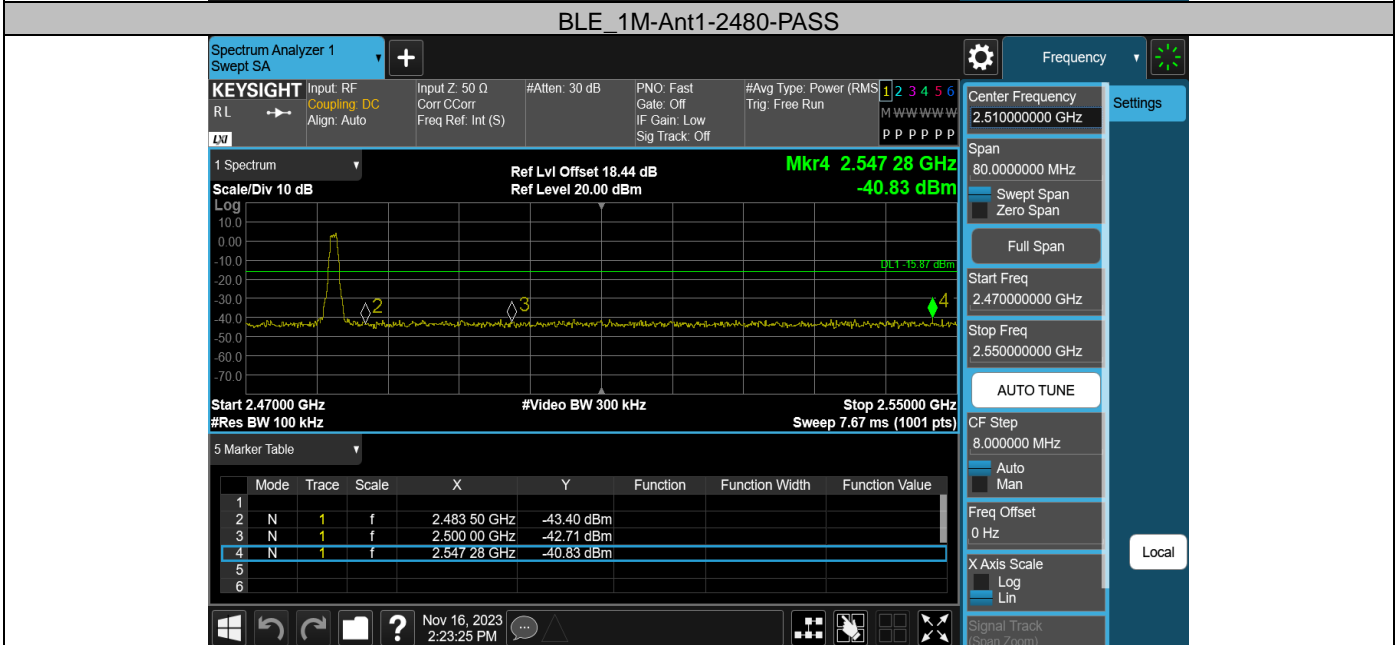 BLE_1M-Ant1-2480-PASS
Spectrum Analyzer 1
Swept SA
+
Frequency
KEYSIGHT
RL
LXI
Input: RF
Coupling: DC
Align: Auto
Input Z: 50 Ω
Corr CCorr
Freq Ref: Int (S)
#Atten: 30 dB
PNO: Fast
Gate: Off
IF Gain: Low
Sig Track: Off
#Avg Type: Power (RMS
Trig: Free Run
1 2 3 4 5 6
M W W W W W
P P P P P P
Center Frequency
2.510000000 GHz
Settings
Span
80.0000000 MHz
Swept Span
Zero Span
Full Span
Start Freq
2.470000000 GHz
Stop Freq
2.550000000 GHz
AUTO TUNE
CF Step
8.000000 MHz
Auto
Man
Freq Offset
0 Hz
X Axis Scale
Log
Lin
Signal Track
(Span Zoom)
Local
1 Spectrum
Scale/Div 10 dB
Ref Lvl Offset 18.44 dB
Ref Level 20.00 dBm
Mkr4 2.547 28 GHz
-40.83 dBm
Log
10.0
0.00
-10.0
-20.0
-30.0
-40.0
-50.0
-60.0
-70.0
DL1 -15.87 dBm
2
3
4
Start 2.47000 GHz
#Video BW 300 kHz
Stop 2.55000 GHz
#Res BW 100 kHz
Sweep 7.67 ms (1001 pts)
5 Marker Table
Mode Trace Scale X Y Function Function Width Function Value
1
2 N 1 f 2.483 50 GHz -43.40 dBm
3 N 1 f 2.500 00 GHz -42.71 dBm
4 N 1 f 2.547 28 GHz -40.83 dBm
5
6
?
Nov 16, 2023
2:23:25 PM